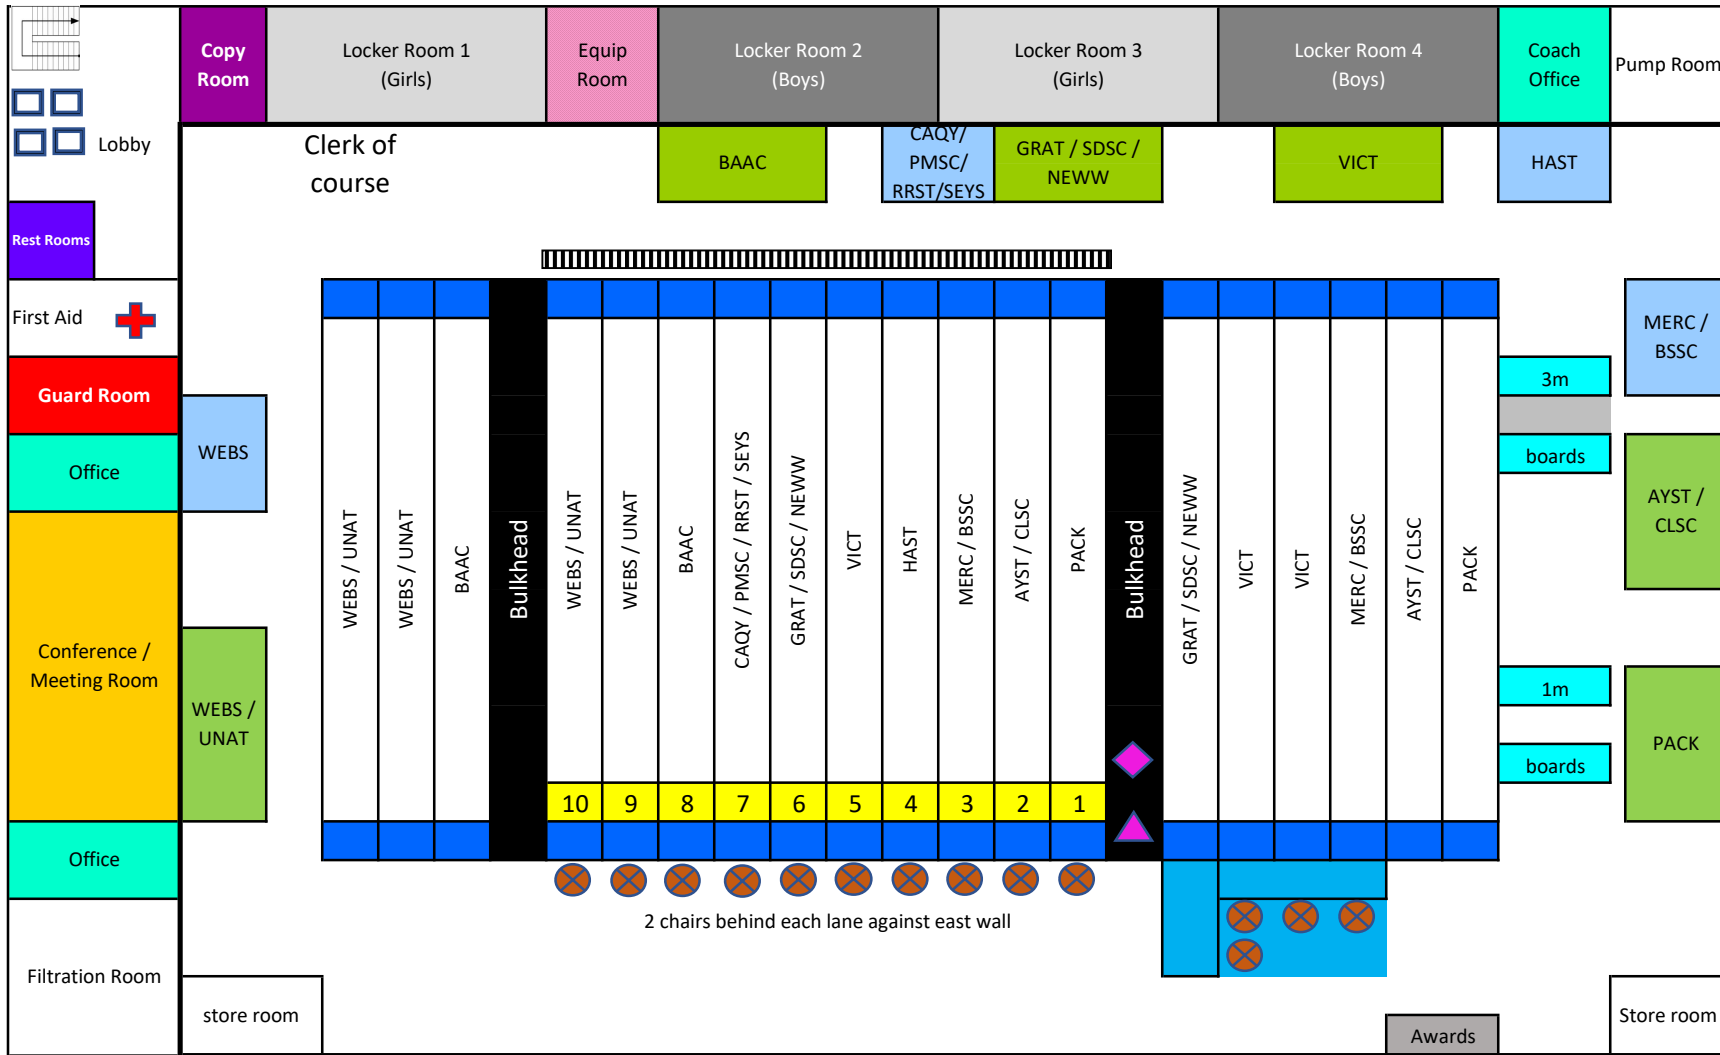 Copy
Room
Locker Room 1
(Girls)
Equip
Room
Locker Room 2
(Boys)
Locker Room 3
(Girls)
Locker Room 4
(Boys)
Coach
Office
Pump Room
Lobby
Clerk of
course
BAAC
CAQY/
PMSC/
RRST/SEYS
GRAT / SDSC /
NEWW
VICT
HAST
Rest Rooms
First Aid
Guard Room
Office
Conference /
Meeting Room
Office
Filtration Room
WEBS
WEBS /
UNAT
WEBS / UNAT
WEBS / UNAT
BAAC
Bulkhead
WEBS / UNAT
WEBS / UNAT
BAAC
CAQY / PMSC / RRST / SEYS
GRAT / SDSC / NEWW
VICT
HAST
MERC / BSSC
AYST / CLSC
PACK
Bulkhead
GRAT / SDSC / NEWW
VICT
VICT
MERC / BSSC
AYST / CLSC
PACK
3m
boards
1m
boards
MERC /
BSSC
AYST /
CLSC
PACK
10 9 8 7 6 5 4 3 2 1
2 chairs behind each lane against east wall
store room
Awards
Store room